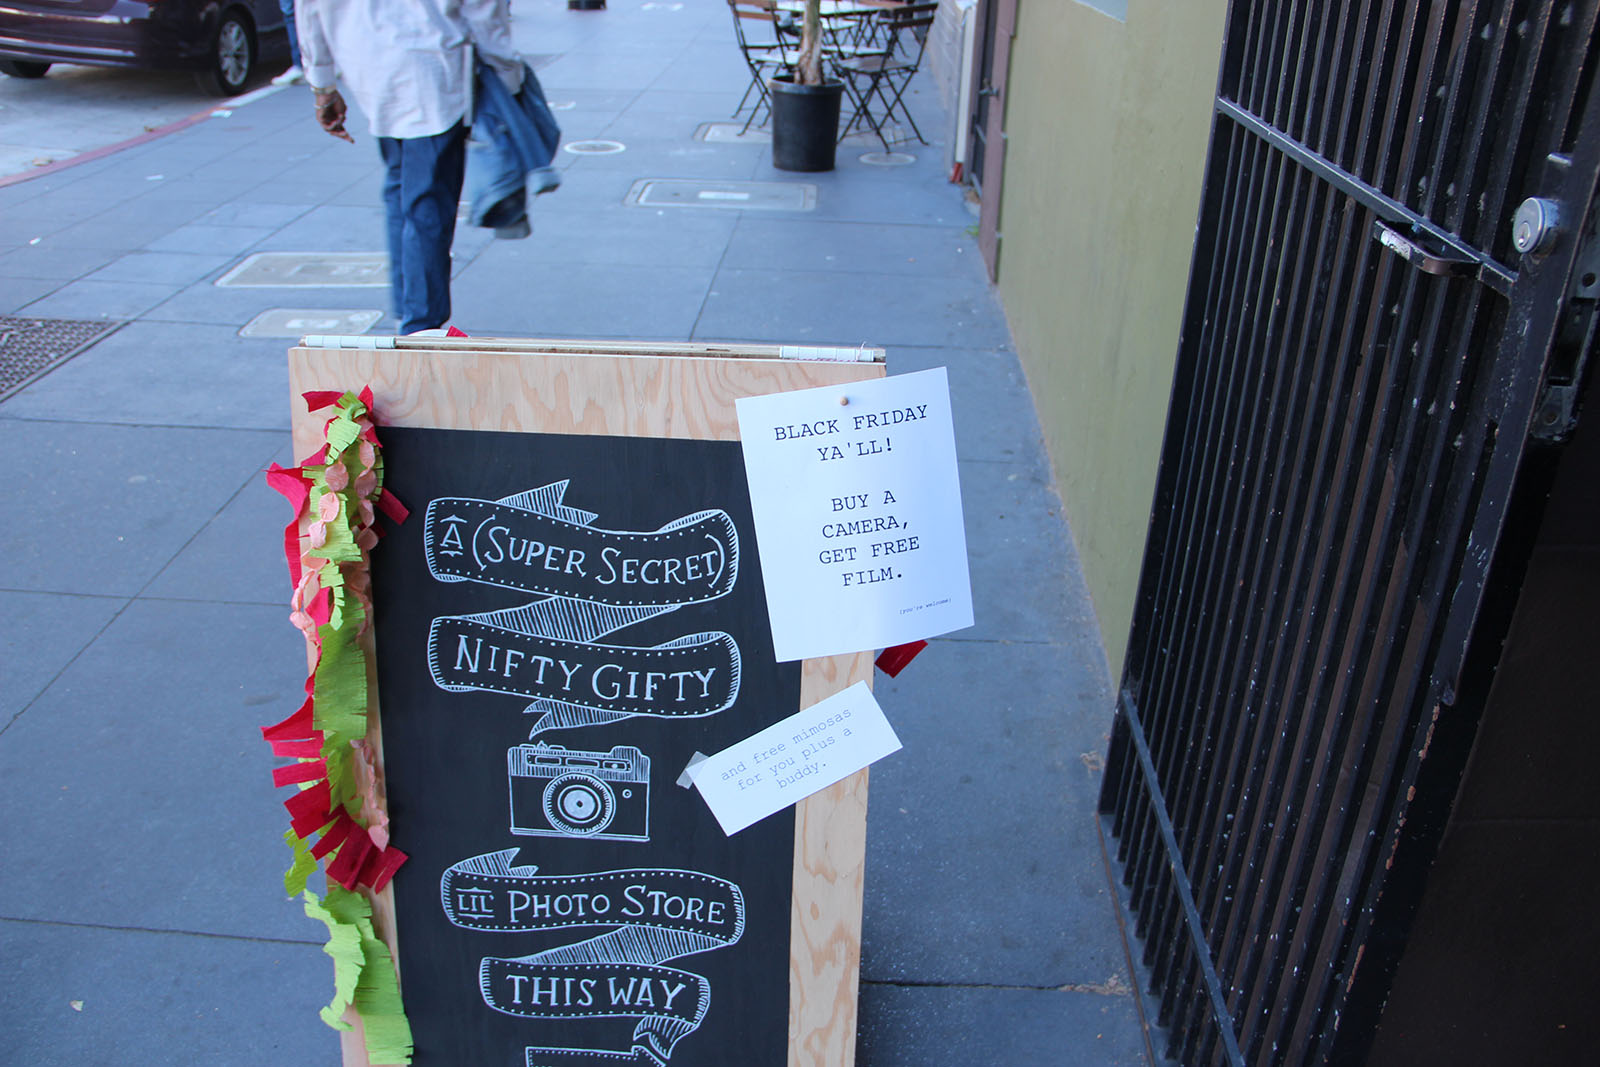 A (SUPER SECRET)
NIFTY GIFTY
LIL' PHOTO STORE
THIS WAY
BLACK FRIDAY
YA'LL!
BUY A
CAMERA,
GET FREE
FILM.
(you're welcome)
and free mimosas
for you plus a
buddy.